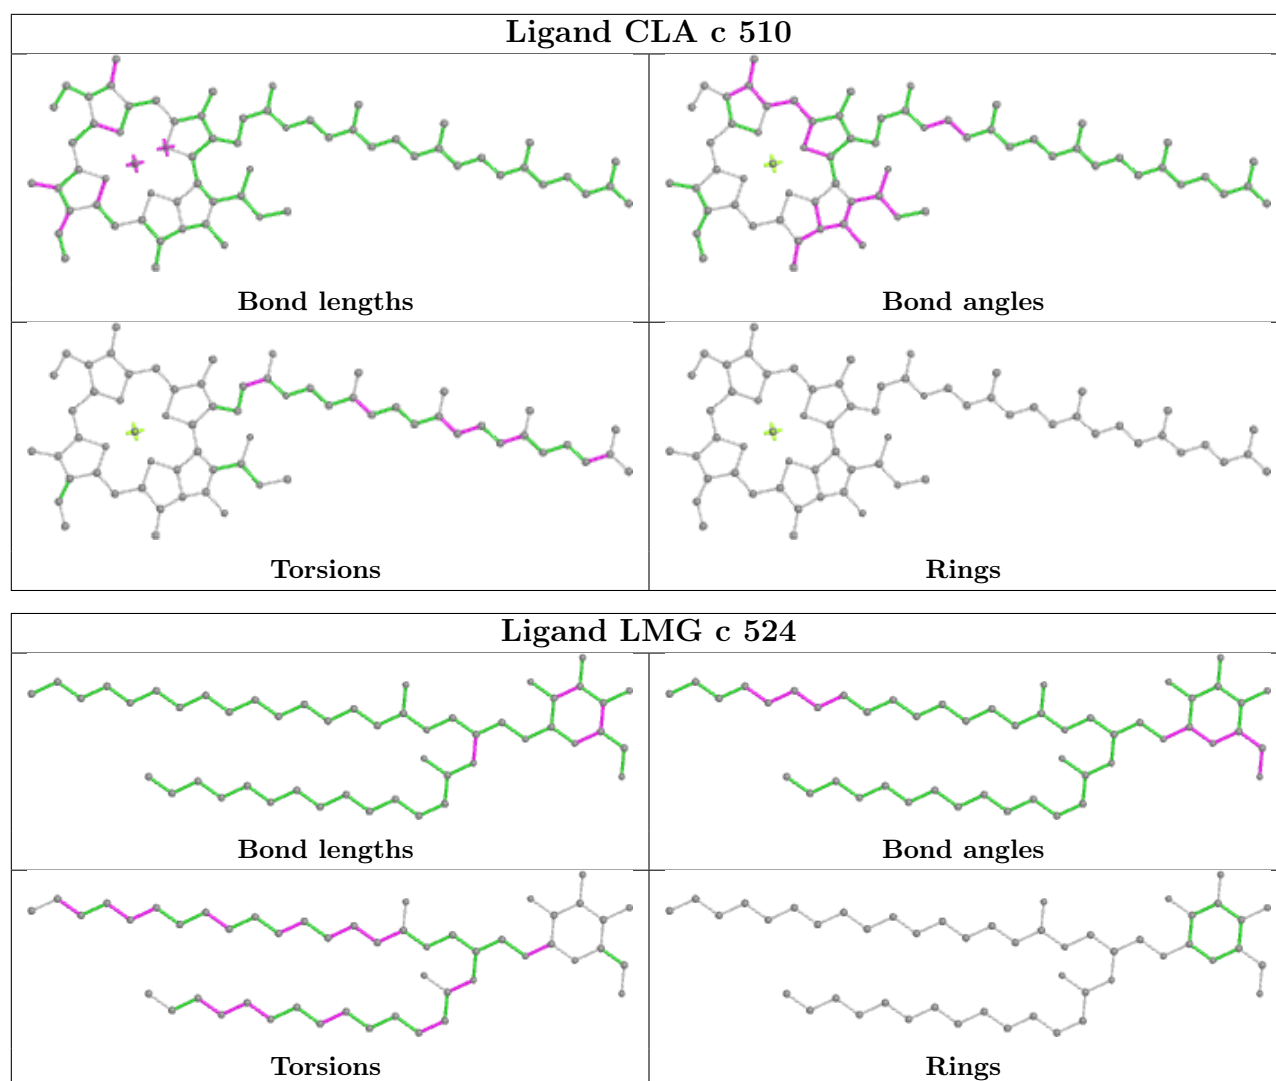 Ligand CLA c 510
Bond lengths
Bond angles
Torsions
Rings
Ligand LMG c 524
Bond lengths
Bond angles
Torsions
Rings